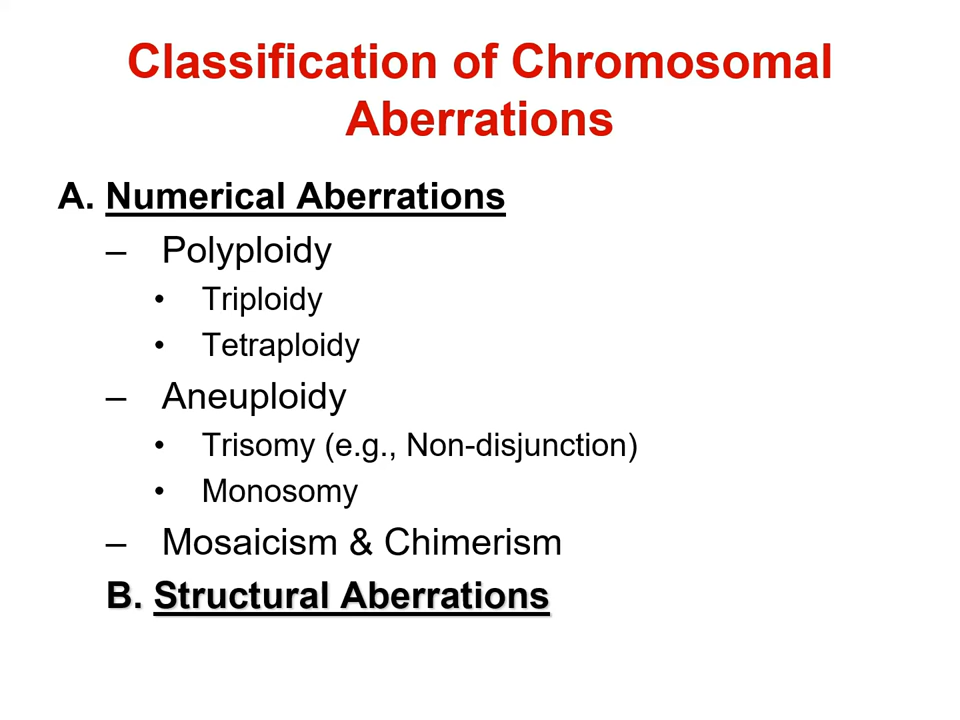 Classification of Chromosomal
Aberrations
A. Numerical Aberrations
– Polyploidy
• Triploidy
• Tetraploidy
– Aneuploidy
• Trisomy (e.g., Non-disjunction)
• Monosomy
– Mosaicism & Chimerism
B. Structural Aberrations